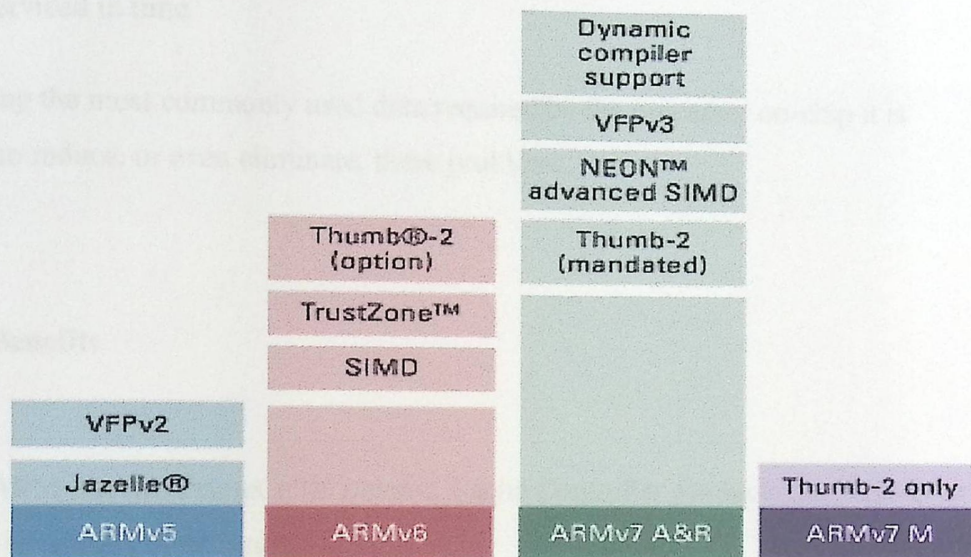 Dynamic
compiler
support
VFPv3
NEON™
advanced SIMD
Thumb®-2
(option)
Thumb-2
(mandated)
TrustZone™
SIMD
VFPv2
Jazelle®
Thumb-2 only
ARMv5
ARMv6
ARMv7 A&R
ARMv7 M